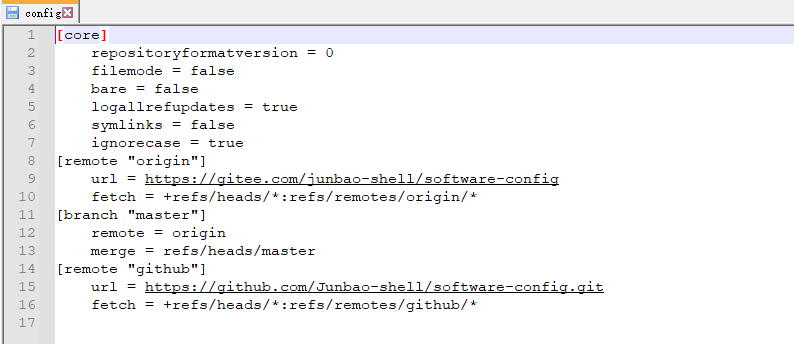 config
1 [core]
2     repositoryformatversion = 0
3     filemode = false
4     bare = false
5     logallrefupdates = true
6     symlinks = false
7     ignorecase = true
8 [remote "origin"]
9     url = https://gitee.com/junbao-shell/software-config
10     fetch = +refs/heads/*:refs/remotes/origin/*
11 [branch "master"]
12     remote = origin
13     merge = refs/heads/master
14 [remote "github"]
15     url = https://github.com/Junbao-shell/software-config.git
16     fetch = +refs/heads/*:refs/remotes/github/*
17